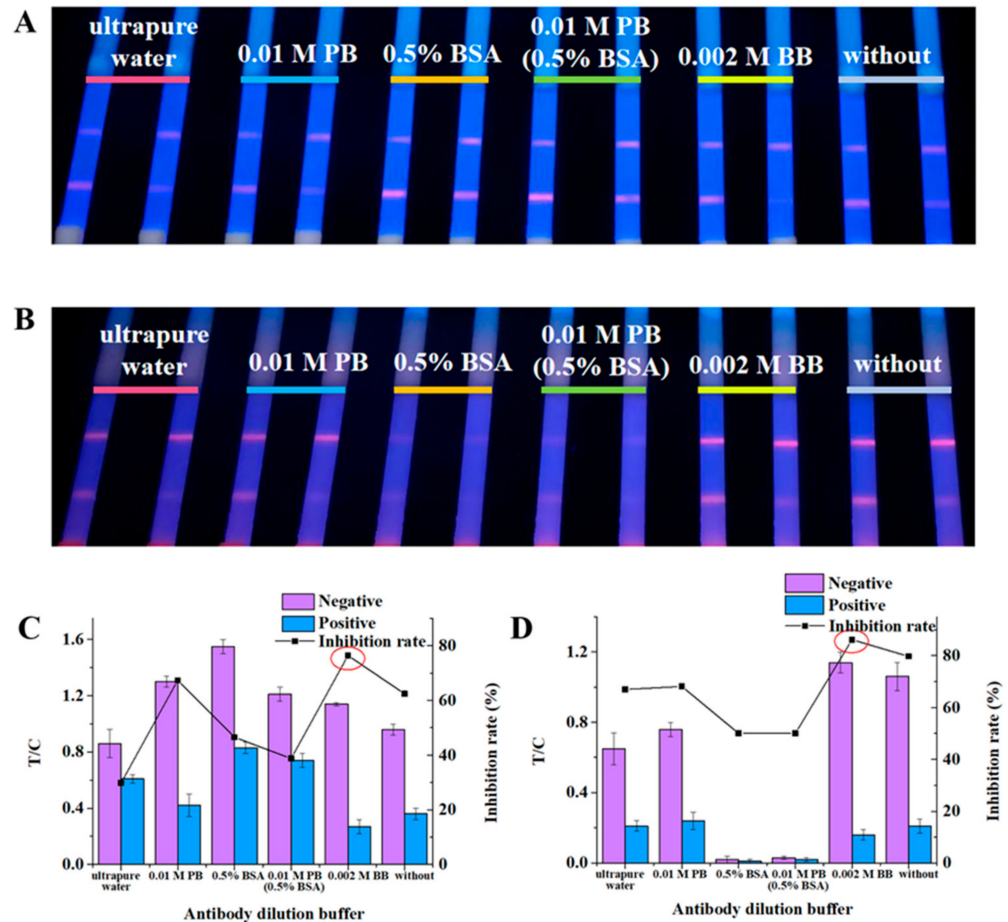 A
ultrapure
water
0.01 M PB
0.5% BSA
0.01 M PB
(0.5% BSA)
0.002 M BB
without
B
ultrapure
water
0.01 M PB
0.5% BSA
0.01 M PB
(0.5% BSA)
0.002 M BB
without
C
Negative
Positive
Inhibition rate
T/C
1.6
1.2
0.8
0.4
0.0
80
60
40
20
0
Inhibition rate (%)
ultrapure
water
0.01 M PB
0.5% BSA
0.01 M PB
(0.5% BSA)
0.002 M BB
without
Antibody dilution buffer
D
Negative
Positive
Inhibition rate
T/C
1.2
0.8
0.4
0.0
80
60
40
20
0
Inhibition rate (%)
ultrapure
water
0.01 M PB
0.5% BSA
0.01 M PB
(0.5% BSA)
0.002 M BB
without
Antibody dilution buffer